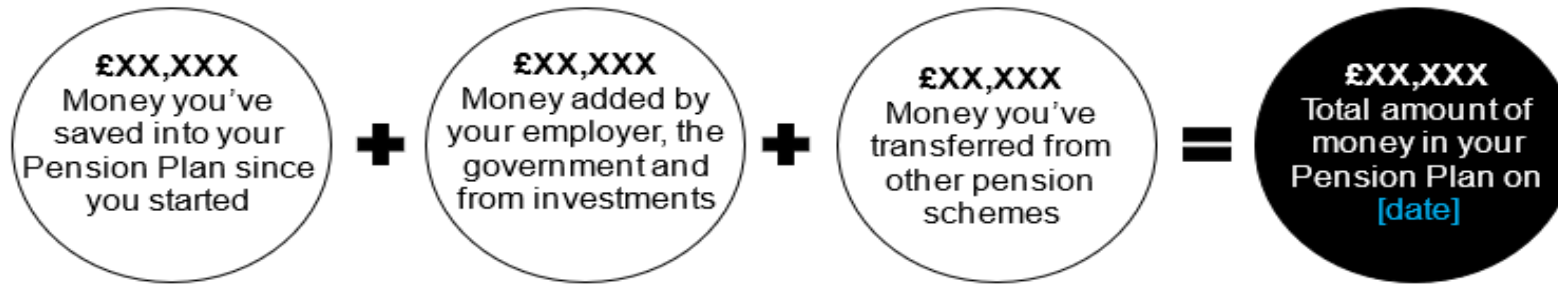 £XX,XXX
Money you've
saved into your
Pension Plan since
you started
+
£XX,XXX
Money added by
your employer, the
government and
from investments
+
£XX,XXX
Money you've
transferred from
other pension
schemes
=
£XX,XXX
Total amount of
money in your
Pension Plan on
[date]